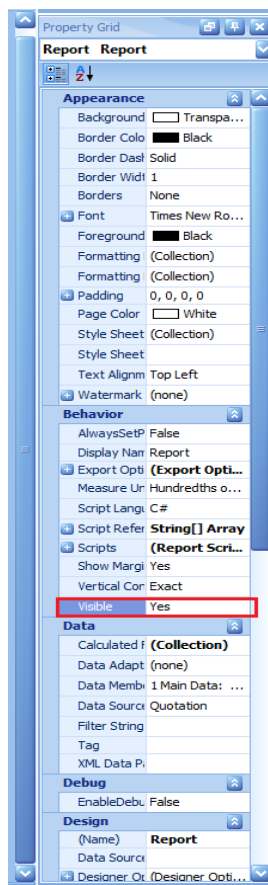 Property Grid
Report Report
Appearance
Background Transpa...
Border Colo Black
Border Dash Solid
Border Widt 1
Borders None
Font Times New Ro...
Foreground Black
Formatting (Collection)
Formatting (Collection)
Padding 0, 0, 0, 0
Page Color White
Style Sheet (Collection)
Style Sheet
Text Alignm Top Left
Watermark (none)
Behavior
AlwaysSetP False
Display Nam Report
Export Opti (Export Optio...
Measure Un Hundredths o...
Script Langu C#
Script Refer String[] Array
Scripts (Report Scri...
Show Margi Yes
Vertical Con Exact
Visible Yes
Data
Calculated F (Collection)
Data Adapt (none)
Data Membe 1 Main Data: ...
Data Source Quotation
Filter String
Tag
XML Data Pa
Debug
EnableDebu False
Design
(Name) Report
Data Source
Designer Op (Designer Opti...